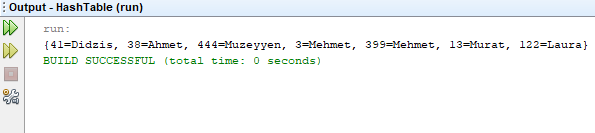 Output - HashTable (run)
run:
{41=Didzis, 38=Ahmet, 444=Muzeyyen, 3=Mehmet, 399=Mehmet, 13=Murat, 122=Laura}
BUILD SUCCESSFUL (total time: 0 seconds)